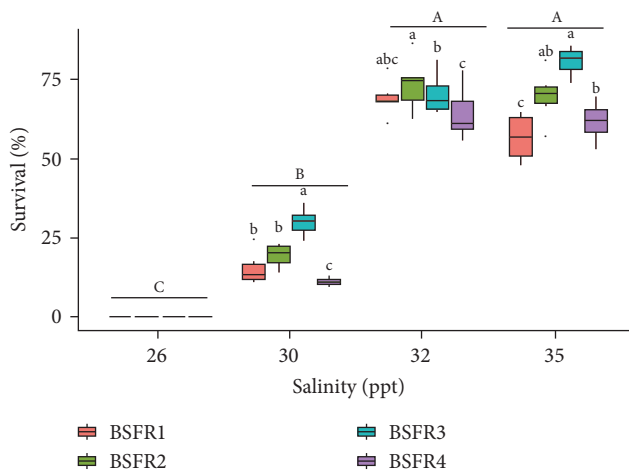 A
A
a
a
abc
b
ab
75
c
b
c
Survival (%)
50
B
a
25
b
b
c
C
0
26
30
32
35
Salinity (ppt)
BSFR1
BSFR3
BSFR2
BSFR4